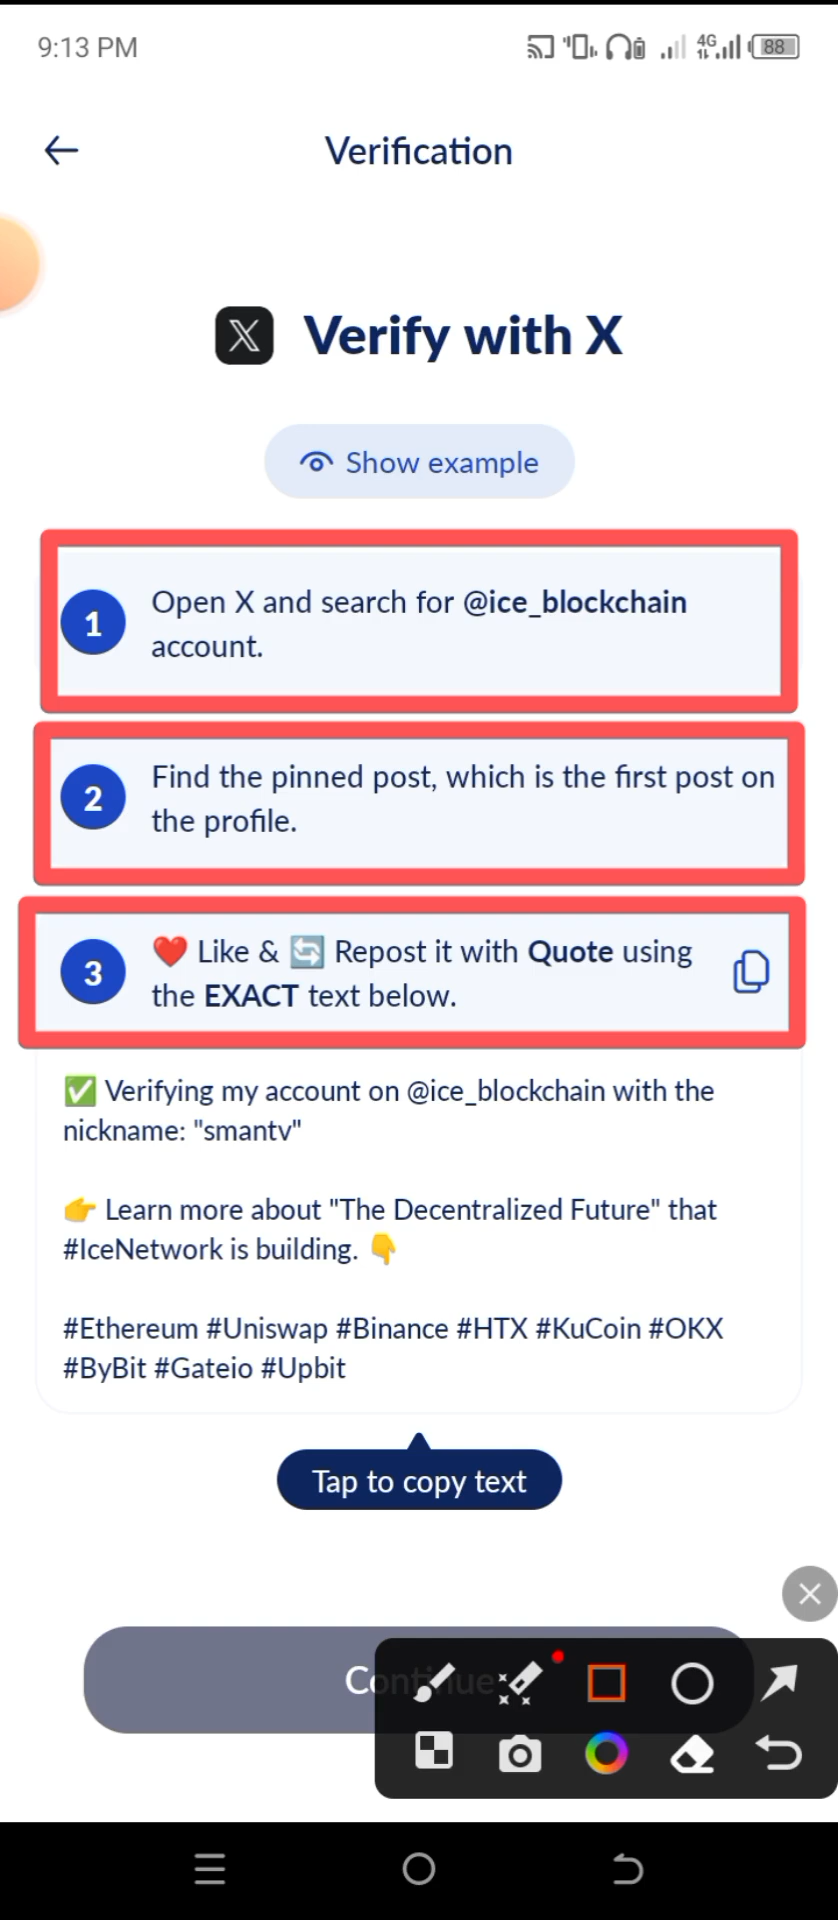 9:13 PM
4G
88
Verification
Verify with X
Show example
1
Open X and search for @ice_blockchain
account.
2
Find the pinned post, which is the first post on
the profile.
3
❤️ Like & 🔄 Repost it with Quote using
the EXACT text below.
✅ Verifying my account on @ice_blockchain with the
nickname: "smantv"
👉 Learn more about "The Decentralized Future" that
#IceNetwork is building. 👇
#Ethereum #Uniswap #Binance #HTX #KuCoin #OKX
#ByBit #Gateio #Upbit
Tap to copy text
Continue